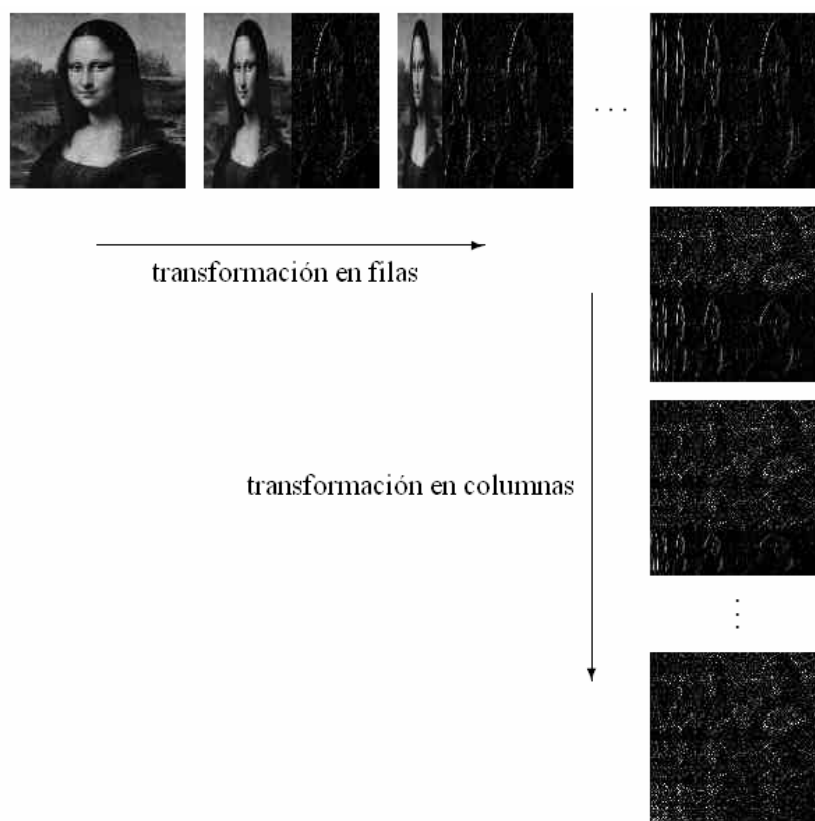 . . .
transformación en filas
transformación en columnas
⋮